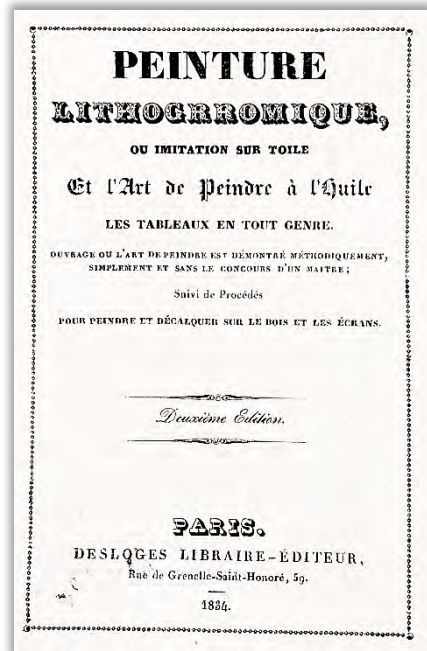 PEINTURE
LITHOCRROMIQUE,
OU IMITATION SUR TOILE
Et l'Art de Peindre à l'Huile
LES TABLEAUX EN TOUT GENRE.
OUVRAGE OU L'ART DE PEINDRE EST DÉMONTRÉ MÉTHODIQUEMENT,
SIMPLEMENT ET SANS LE CONCOURS D'UN MAITRE;
Suivi de Procédés
POUR PEINDRE ET DÉCALQUER SUR LE BOIS ET LES ÉCRANS.
Deuxième Edition.
PARIS.
DESLOGES LIBRAIRE-ÉDITEUR,
Rue de Grenelle-Saint-Honoré, 59.
1834.